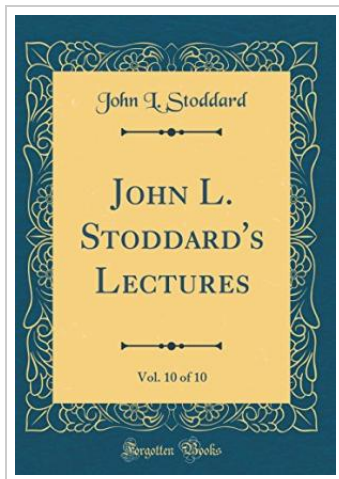 John L. Stoddard
John L.
Stoddard's
Lectures
Vol. 10 of 10
Forgotten Books